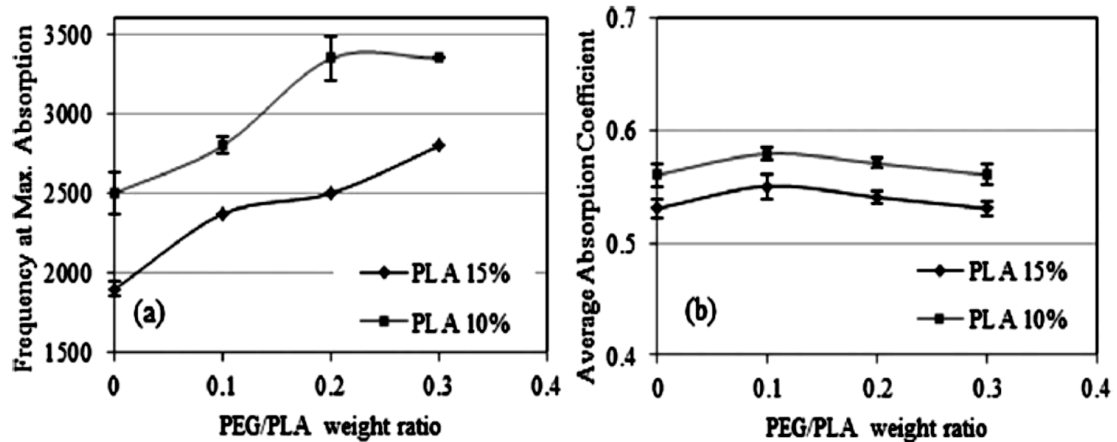 Frequency at Max. Absorption
3500
3000
2500
2000
1500
(a)
PLA 15%
PLA 10%
0 0.1 0.2 0.3 0.4
PEG/PLA weight ratio
Average Absorption Coefficient
0.7
0.6
0.5
0.4
(b)
PLA 15%
PLA 10%
0 0.1 0.2 0.3 0.4
PEG/PLA weight ratio